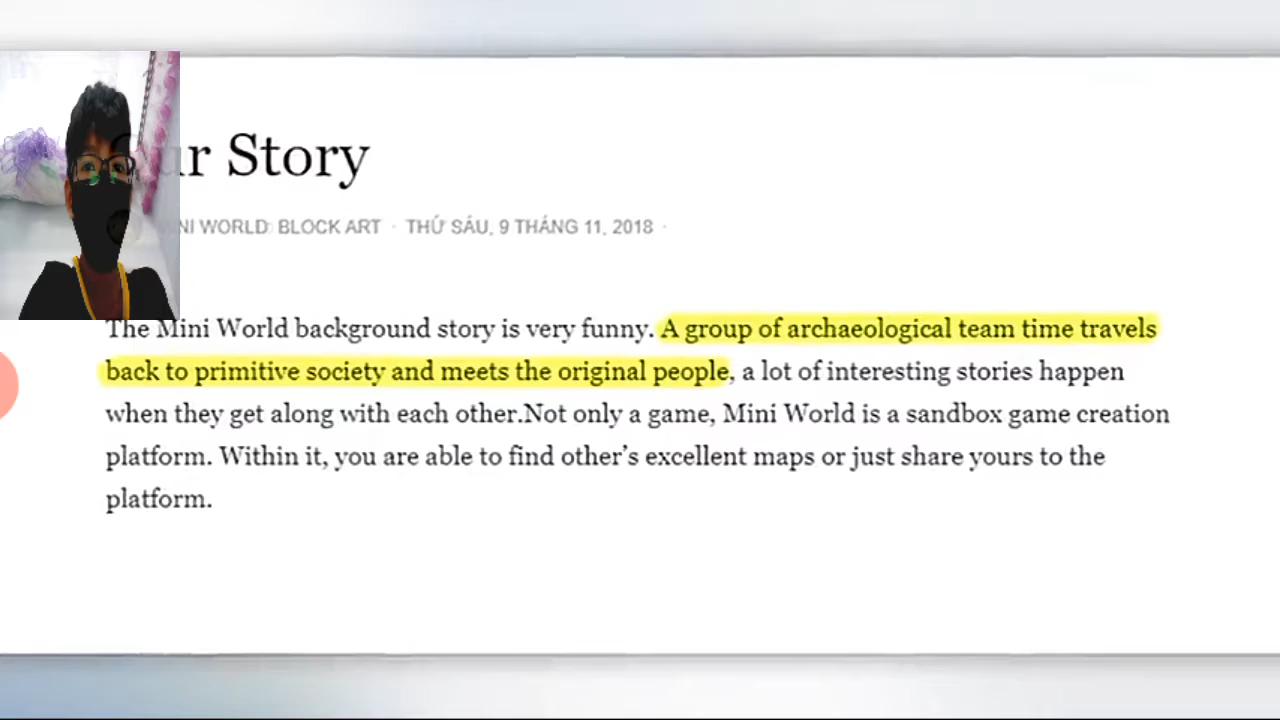 ur Story
NI WORLD: BLOCK ART · THỨ SÁU, 9 THÁNG 11, 2018 ·
The Mini World background story is very funny. A group of archaeological team time travels
back to primitive society and meets the original people, a lot of interesting stories happen
when they get along with each other.Not only a game, Mini World is a sandbox game creation
platform. Within it, you are able to find other’s excellent maps or just share yours to the
platform.